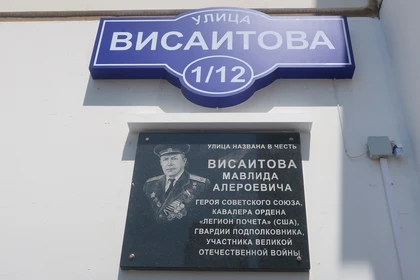 УЛИЦА
ВИСАИТОВА
1/12
УЛИЦА НАЗВАНА В ЧЕСТЬ
ВИСАИТОВА
МАВЛИДА
АЛЕРОЕВИЧА
ГЕРОЯ СОВЕТСКОГО СОЮЗА,
КАВАЛЕРА ОРДЕНА
«ЛЕГИОН ПОЧЕТА» (США),
ГВАРДИИ ПОДПОЛКОВНИКА,
УЧАСТНИКА ВЕЛИКОЙ
ОТЕЧЕСТВЕННОЙ ВОЙНЫ